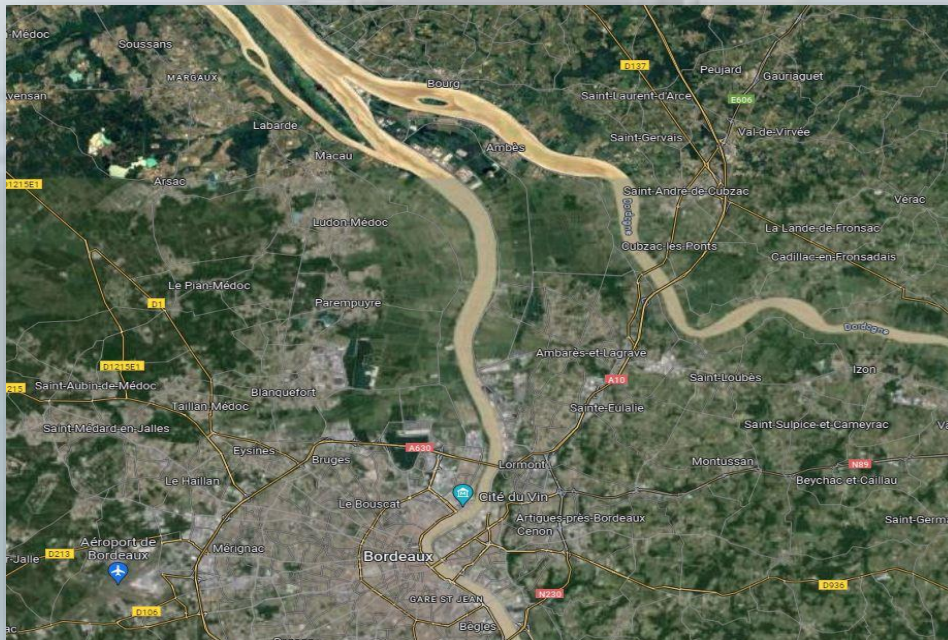 n-Médoc
Soussans
D137
Peujard
Gauriaguet
MARGAUX
Bourg
Avensan
Saint-Laurent-d'Arce
E606
Labarde
Saint-Gervais
Val-de-Virvée
Ambès
Macau
Arsac
D1215E1
Saint-André-de-Cubzac
Vérac
Dordogne
Ludon-Médoc
La Lande-de-Fronsac
Cubzac-les-Ponts
Cadillac-en-Fronsadais
Le Pian-Médoc
D1
Parempuyre
Dordogne
Ambarès-et-Lagrave
D1215E1
Izon
A10
Saint-Loubès
215
Saint-Aubin-de-Médoc
Blanquefort
Taillan-Médoc
Sainte-Eulalie
Saint-Médard-en-Jalles
Saint-Sulpice-et-Cameyrac
A630
Eysines
Bruges
Lormont
Montussan
N89
Le Haillan
Beychac-et-Caillau
Le Bouscat
Cité du Vin
Artigues-près-Bordeaux
Saint-Germa
Cenon
Aéroport de
Bordeaux
Mérignac
D213
r-Jalle
Bordeaux
D936
N230
GARE ST JEAN
D106
Bègles